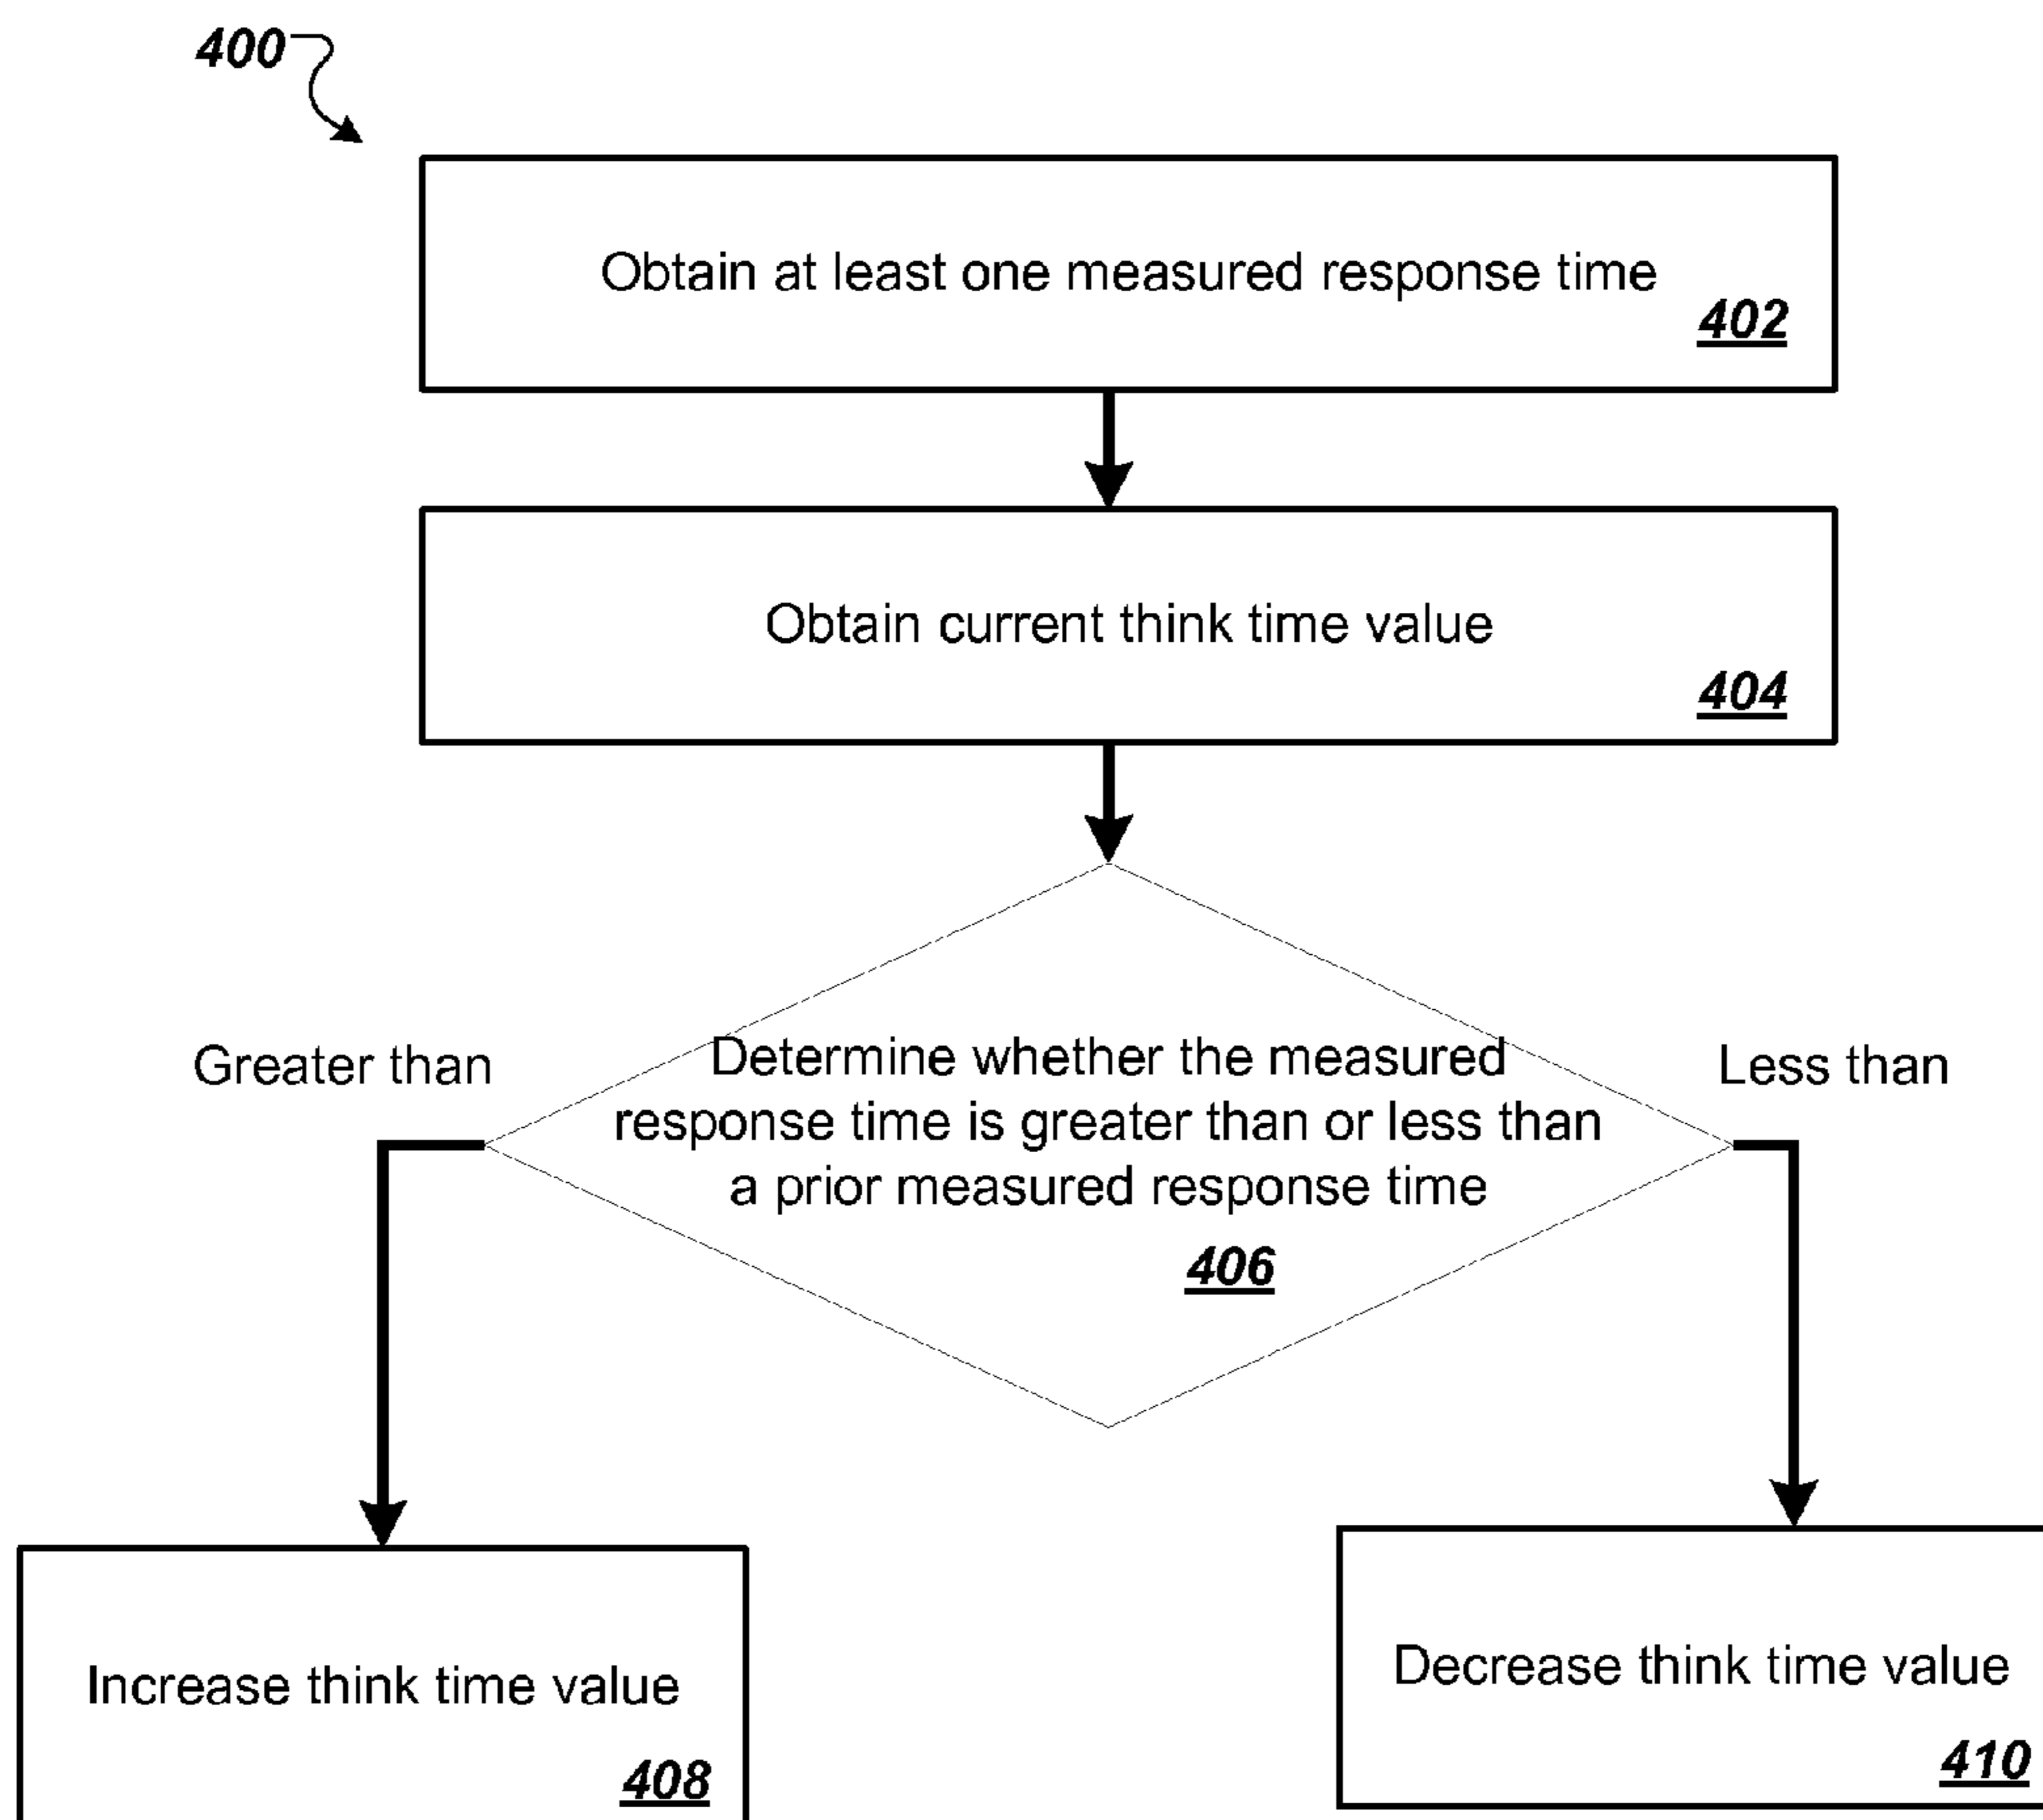 400
Obtain at least one measured response time
402
Obtain current think time value
404
Greater than
Determine whether the measured
response time is greater than or less than
a prior measured response time
406
Less than
Increase think time value
408
Decrease think time value
410